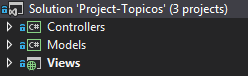 Solution 'Project-Topicos' (3 projects)
C# Controllers
C# Models
Views